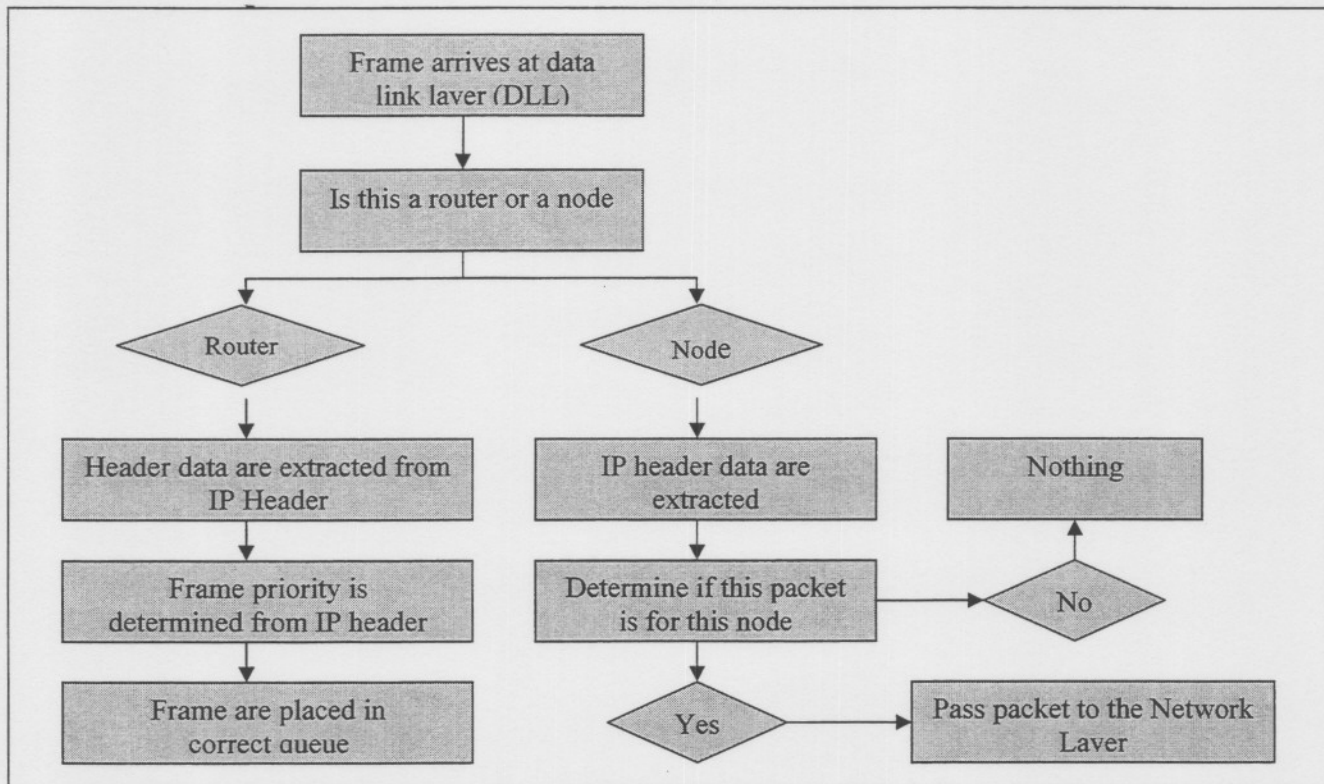 Frame arrives at data
link layer (DLL)
Is this a router or a node
Router
Node
Header data are extracted from
IP Header
IP header data are
extracted
Nothing
Frame priority is
determined from IP header
Determine if this packet
is for this node
No
Frame are placed in
correct queue
Yes
Pass packet to the Network
Layer